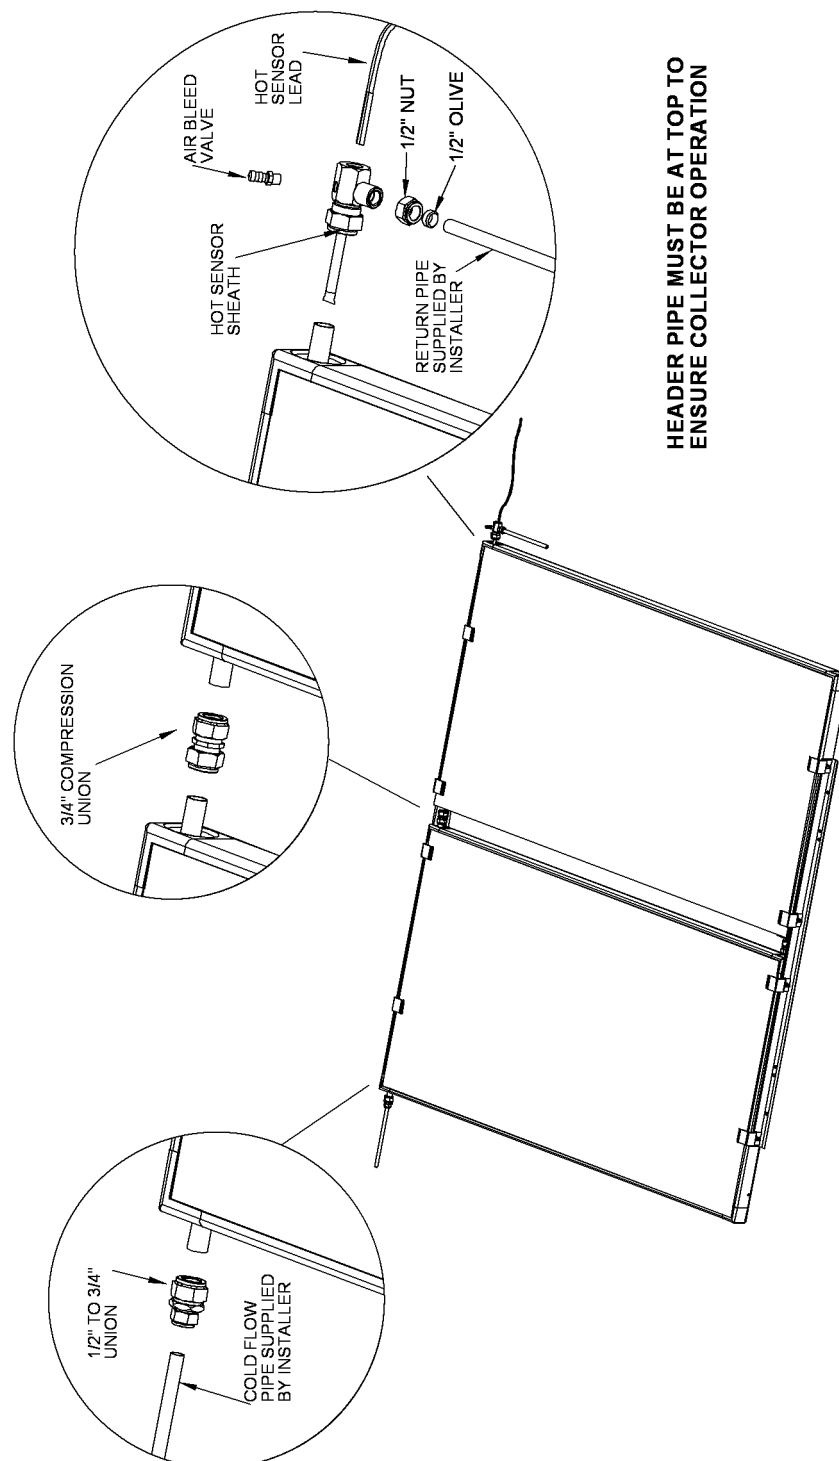 1/2" TO 3/4"
UNION
COLD FLOW
PIPE SUPPLIED
BY INSTALLER
3/4" COMPRESSION
UNION
AIR BLEED
VALVE
HOT
SENSOR
LEAD
HOT SENSOR
SHEATH
1/2" NUT
1/2" OLIVE
RETURN PIPE
SUPPLIED BY
INSTALLER
HEADER PIPE MUST BE AT TOP TO
ENSURE COLLECTOR OPERATION